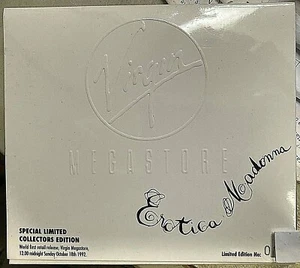 Virgin
MEGASTORE
Erotica Madonna
SPECIAL LIMITED
COLLECTORS EDITION
World East retail release, Virgin Megastore,
12.00 midnight Sunday October 18th 1992.
Limited Edition No: 0